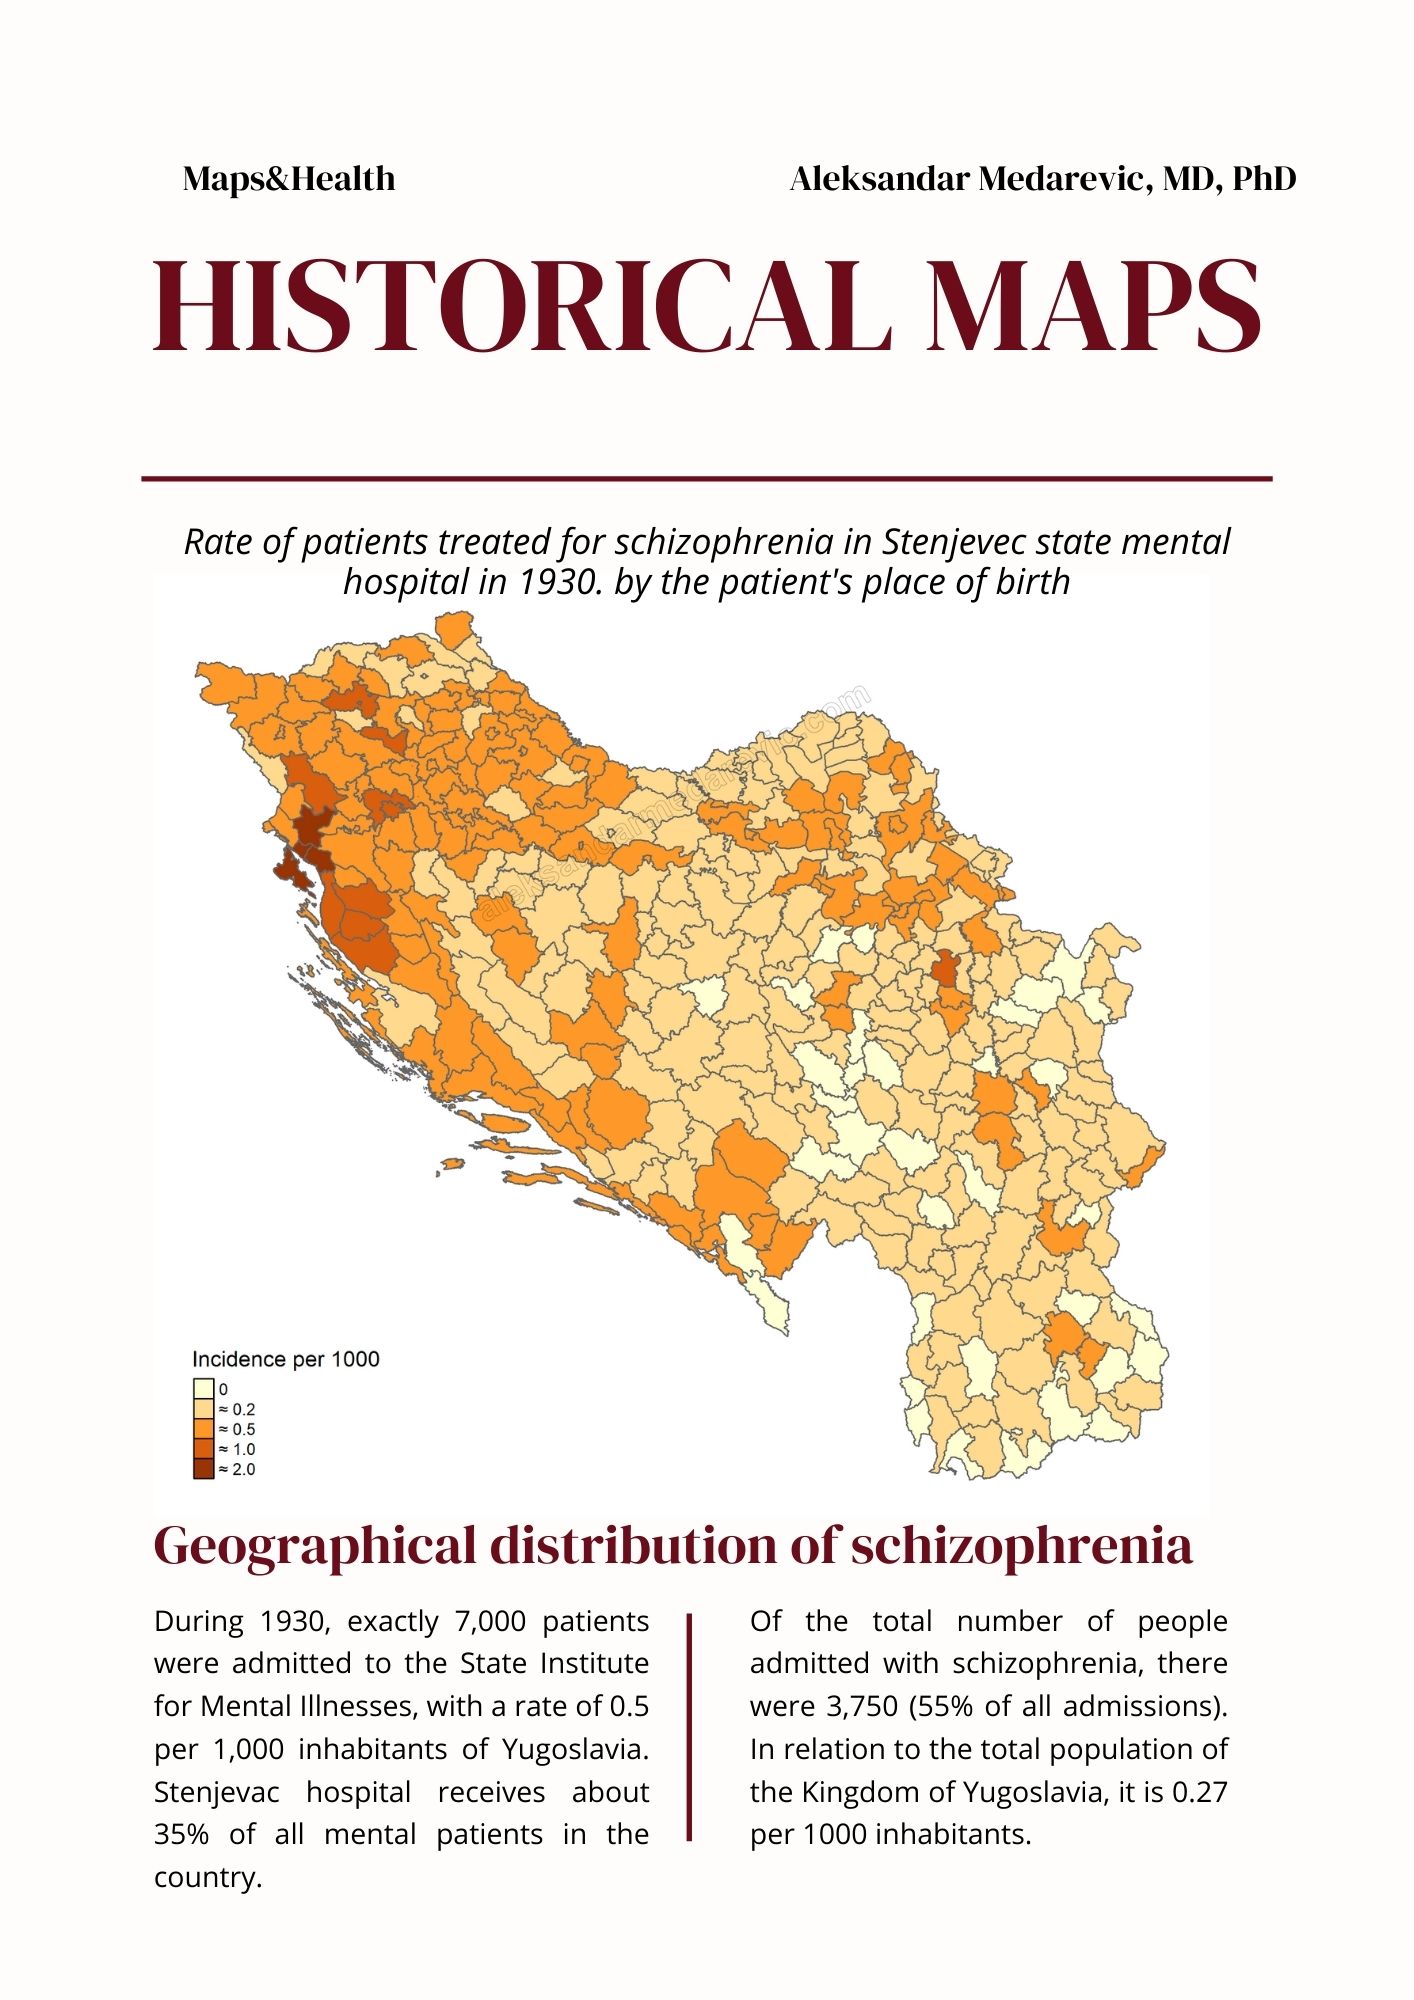 Maps&Health
Aleksandar Medarevic, MD, PhD
HISTORICAL MAPS
Rate of patients treated for schizophrenia in Stenjevec state mental
hospital in 1930. by the patient's place of birth
aleksandarmedarevic.com
Incidence per 1000
0
≈ 0.2
≈ 0.5
≈ 1.0
≈ 2.0
Geographical distribution of schizophrenia
During 1930, exactly 7,000 patients
were admitted to the State Institute
for Mental Illnesses, with a rate of 0.5
per 1,000 inhabitants of Yugoslavia.
Stenjevac hospital receives about
35% of all mental patients in the
country.
Of the total number of people
admitted with schizophrenia, there
were 3,750 (55% of all admissions).
In relation to the total population of
the Kingdom of Yugoslavia, it is 0.27
per 1000 inhabitants.